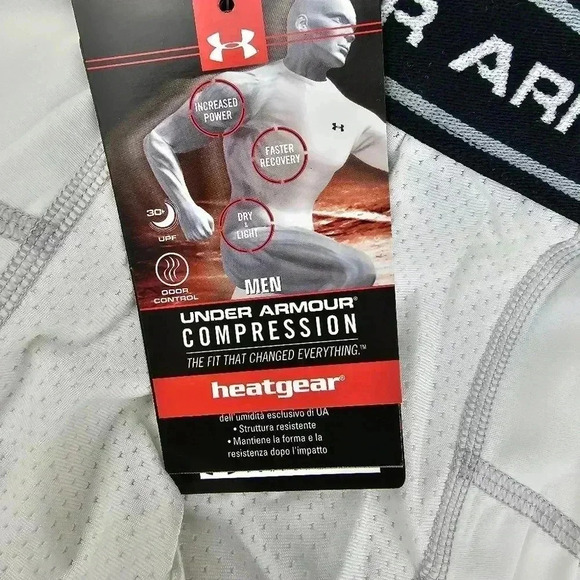 R ARM
INCREASED
POWER
FASTER
RECOVERY
DRY
&
LIGHT
30+
UPF
ODOR
CONTROL
MEN
UNDER ARMOUR®
COMPRESSION
THE FIT THAT CHANGED EVERYTHING.™
heatgear®
dell'umidità esclusivo di UA
• Struttura resistente
• Mantiene la forma e la
resistenza dopo l'impatto